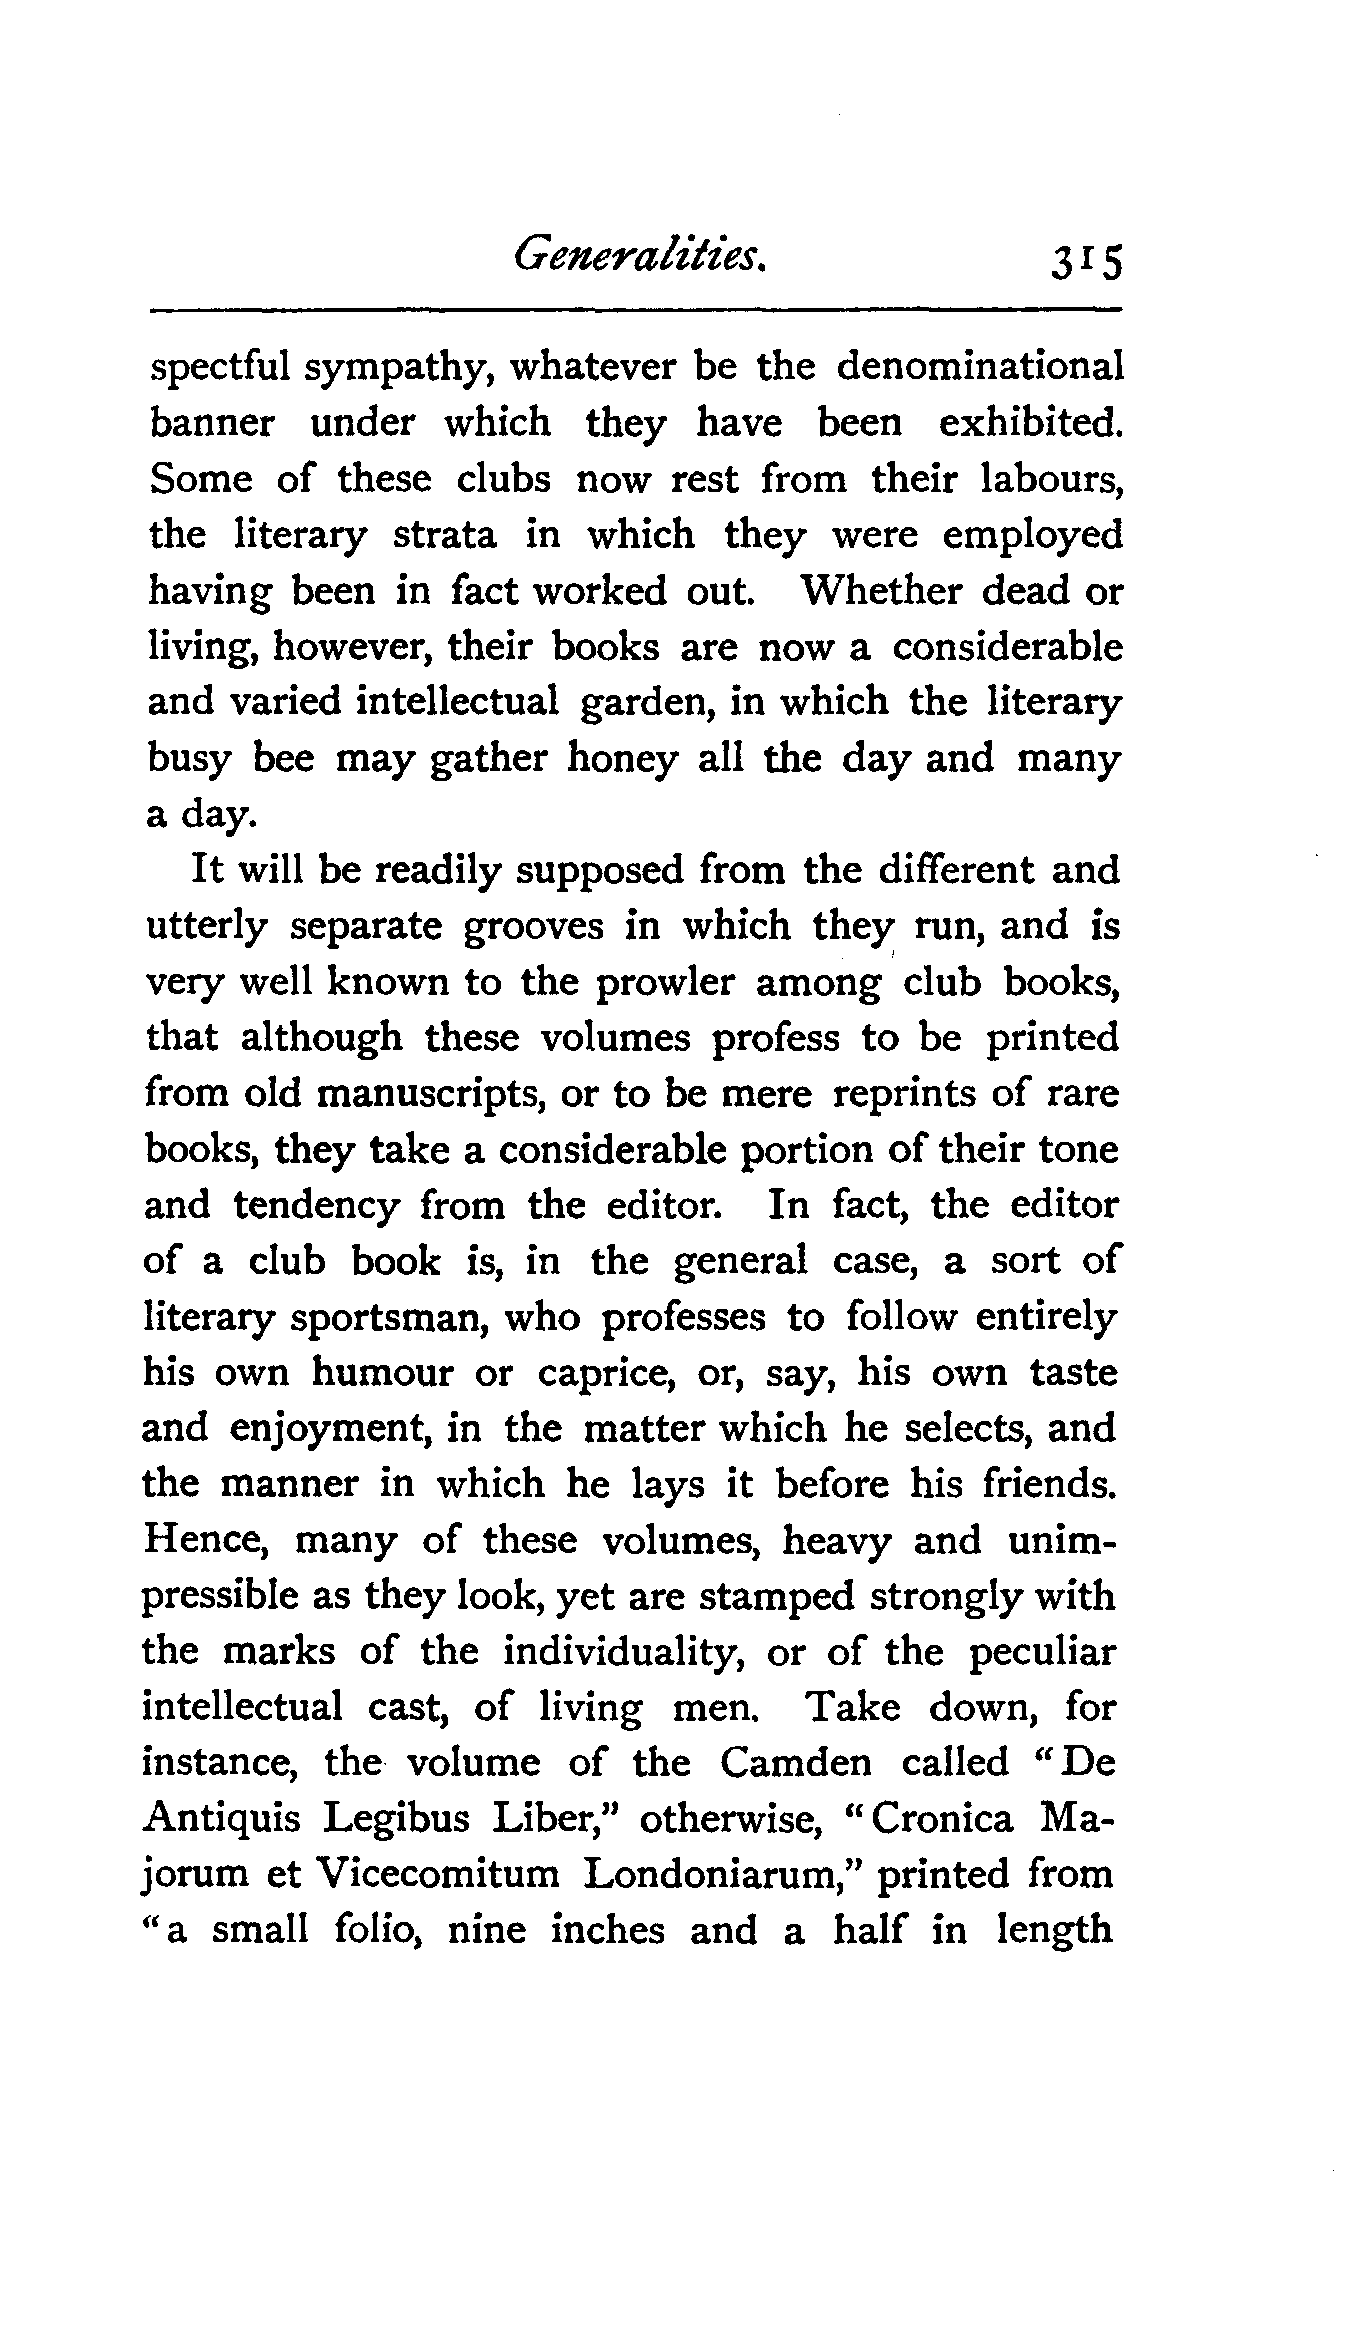 Generalities. 315
spectful sympathy, whatever be the denominational
banner under which they have been exhibited.
Some of these clubs now rest from their labours,
the literary strata in which they were employed
having been in fact worked out. Whether dead or
living, however, their books are now a considerable
and varied intellectual garden, in which the literary
busy bee may gather honey all the day and many
a day.
It will be readily supposed from the different and
utterly separate grooves in which they run, and is
very well known to the prowler among club books,
that although these volumes profess to be printed
from old manuscripts, or to be mere reprints of rare
books, they take a considerable portion of their tone
and tendency from the editor. In fact, the editor
of a club book is, in the general case, a sort of
literary sportsman, who professes to follow entirely
his own humour or caprice, or, say, his own taste
and enjoyment, in the matter which he selects, and
the manner in which he lays it before his friends.
Hence, many of these volumes, heavy and unim-
pressible as they look, yet are stamped strongly with
the marks of the individuality, or of the peculiar
intellectual cast, of living men. Take down, for
instance, the volume of the Camden called “De
Antiquis Legibus Liber,” otherwise, “Cronica Ma-
jorum et Vicecomitum Londoniarum,” printed from
“a small folio, nine inches and a half in length